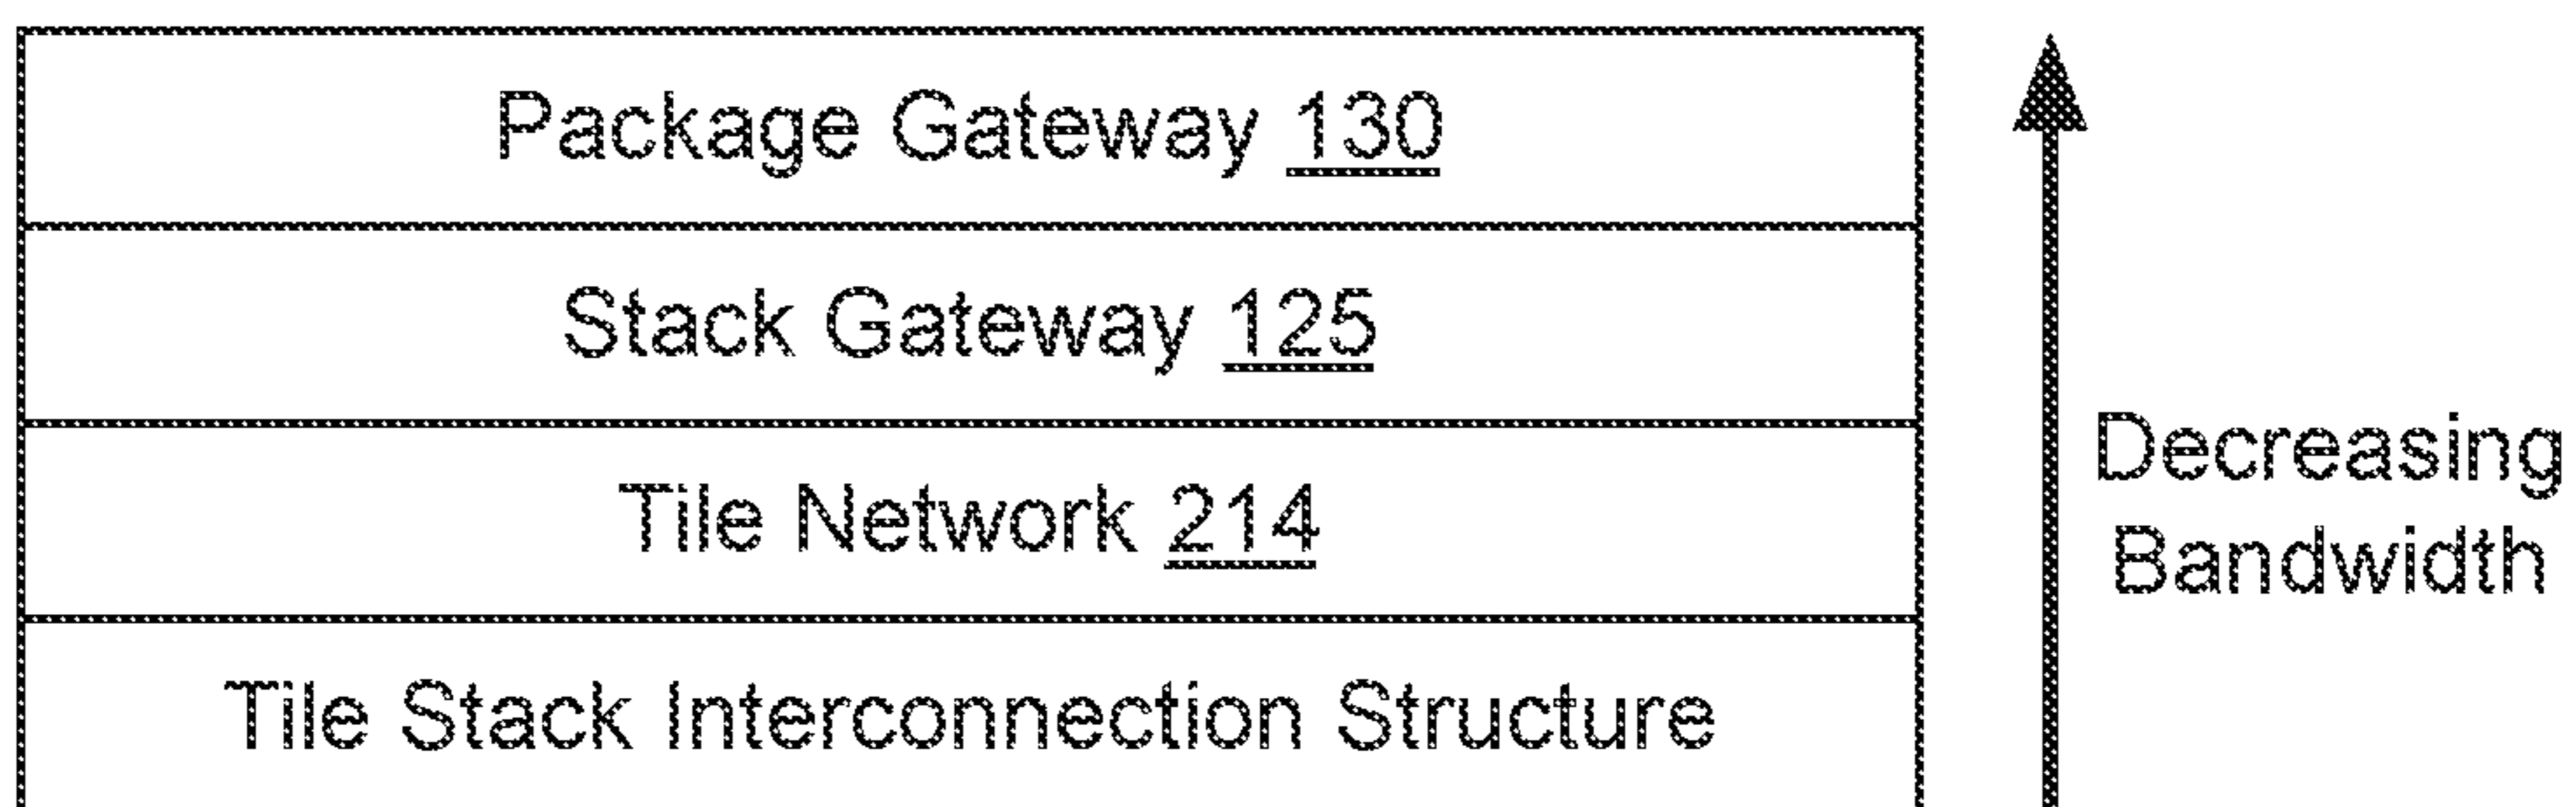 Package Gateway 130
Stack Gateway 125
Tile Network 214
Tile Stack Interconnection Structure
Decreasing
Bandwidth